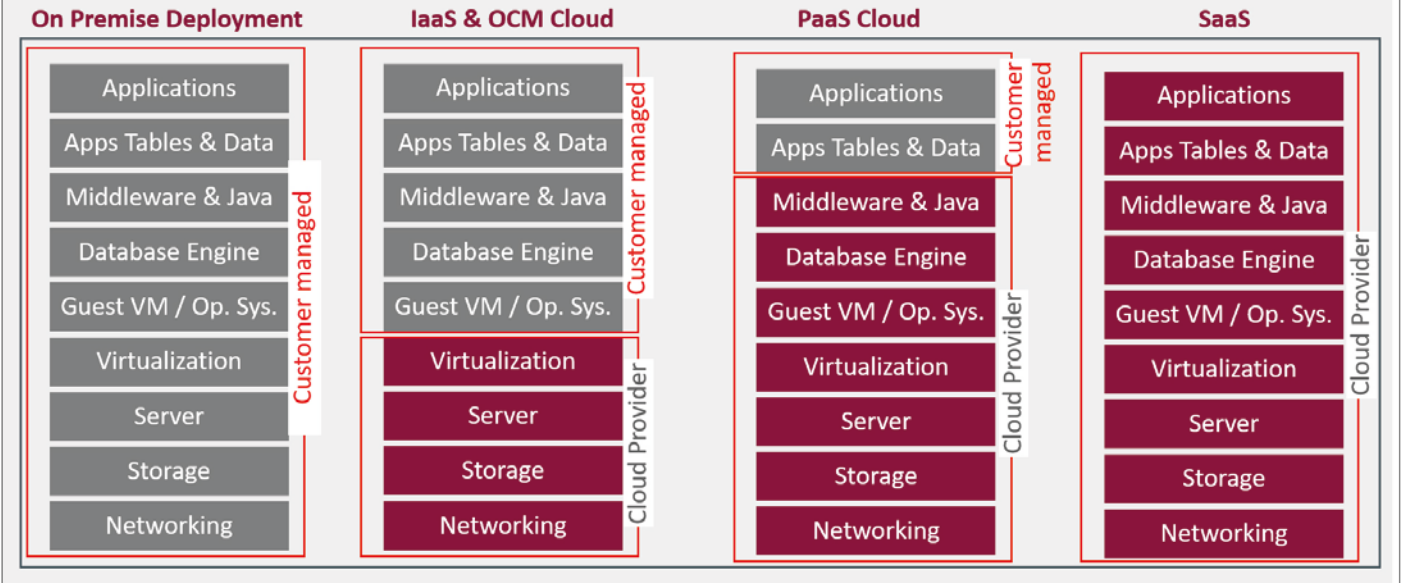 On Premise Deployment
Applications
Apps Tables & Data
Middleware & Java
Database Engine
Guest VM / Op. Sys.
Virtualization
Server
Storage
Networking
Customer managed
IaaS & OCM Cloud
Applications
Apps Tables & Data
Middleware & Java
Database Engine
Guest VM / Op. Sys.
Customer managed
Virtualization
Server
Storage
Networking
Cloud Provider
PaaS Cloud
Applications
Apps Tables & Data
Customer
managed
Middleware & Java
Database Engine
Guest VM / Op. Sys.
Virtualization
Server
Storage
Networking
Cloud Provider
SaaS
Applications
Apps Tables & Data
Middleware & Java
Database Engine
Guest VM / Op. Sys.
Virtualization
Server
Storage
Networking
Cloud Provider